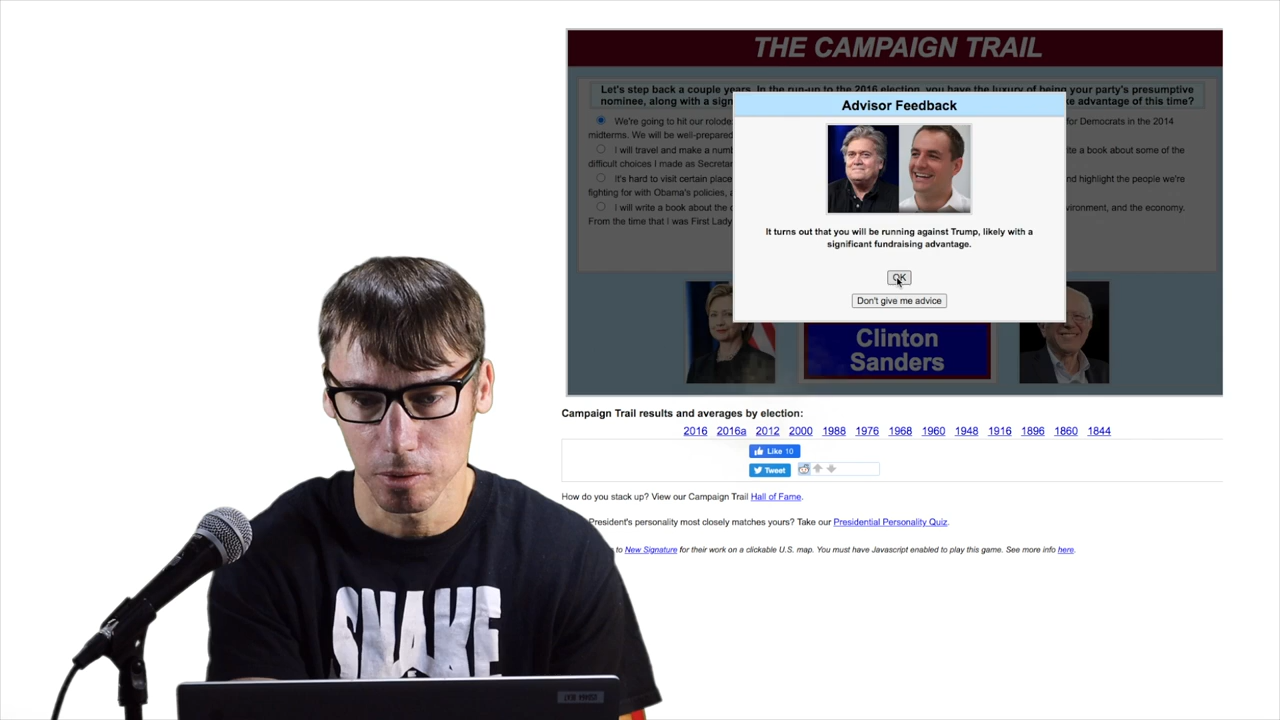 THE CAMPAIGN TRAIL
Let's step back a couple years. In the run-up to the 2016 election, you have the luxury of being your party's presumptive
nominee, along with a sign
ke advantage of this time?
Advisor Feedback
We're going to hit our rolode
for Democrats in the 2014
midterms. We will be well-prepared
I will travel and make a numb
ite a book about some of the
difficult choices I made as Secretar
It's hard to visit certain place
nd highlight the people we're
fighting for with Obama's policies, a
I will write a book about the
vironment, and the economy.
From the time that I was First Lady
It turns out that you will be running against Trump, likely with a
significant fundraising advantage.
OK
Don't give me advice
Clinton
Sanders
Campaign Trail results and averages by election:
2016 2016a 2012 2000 1988 1976 1968 1960 1948 1916 1896 1860 1844
Like 10
Tweet
How do you stack up? View our Campaign Trail Hall of Fame.
President's personality most closely matches yours? Take our Presidential Personality Quiz.
to New Signature for their work on a clickable U.S. map. You must have Javascript enabled to play this game. See more info here.
SNAKE